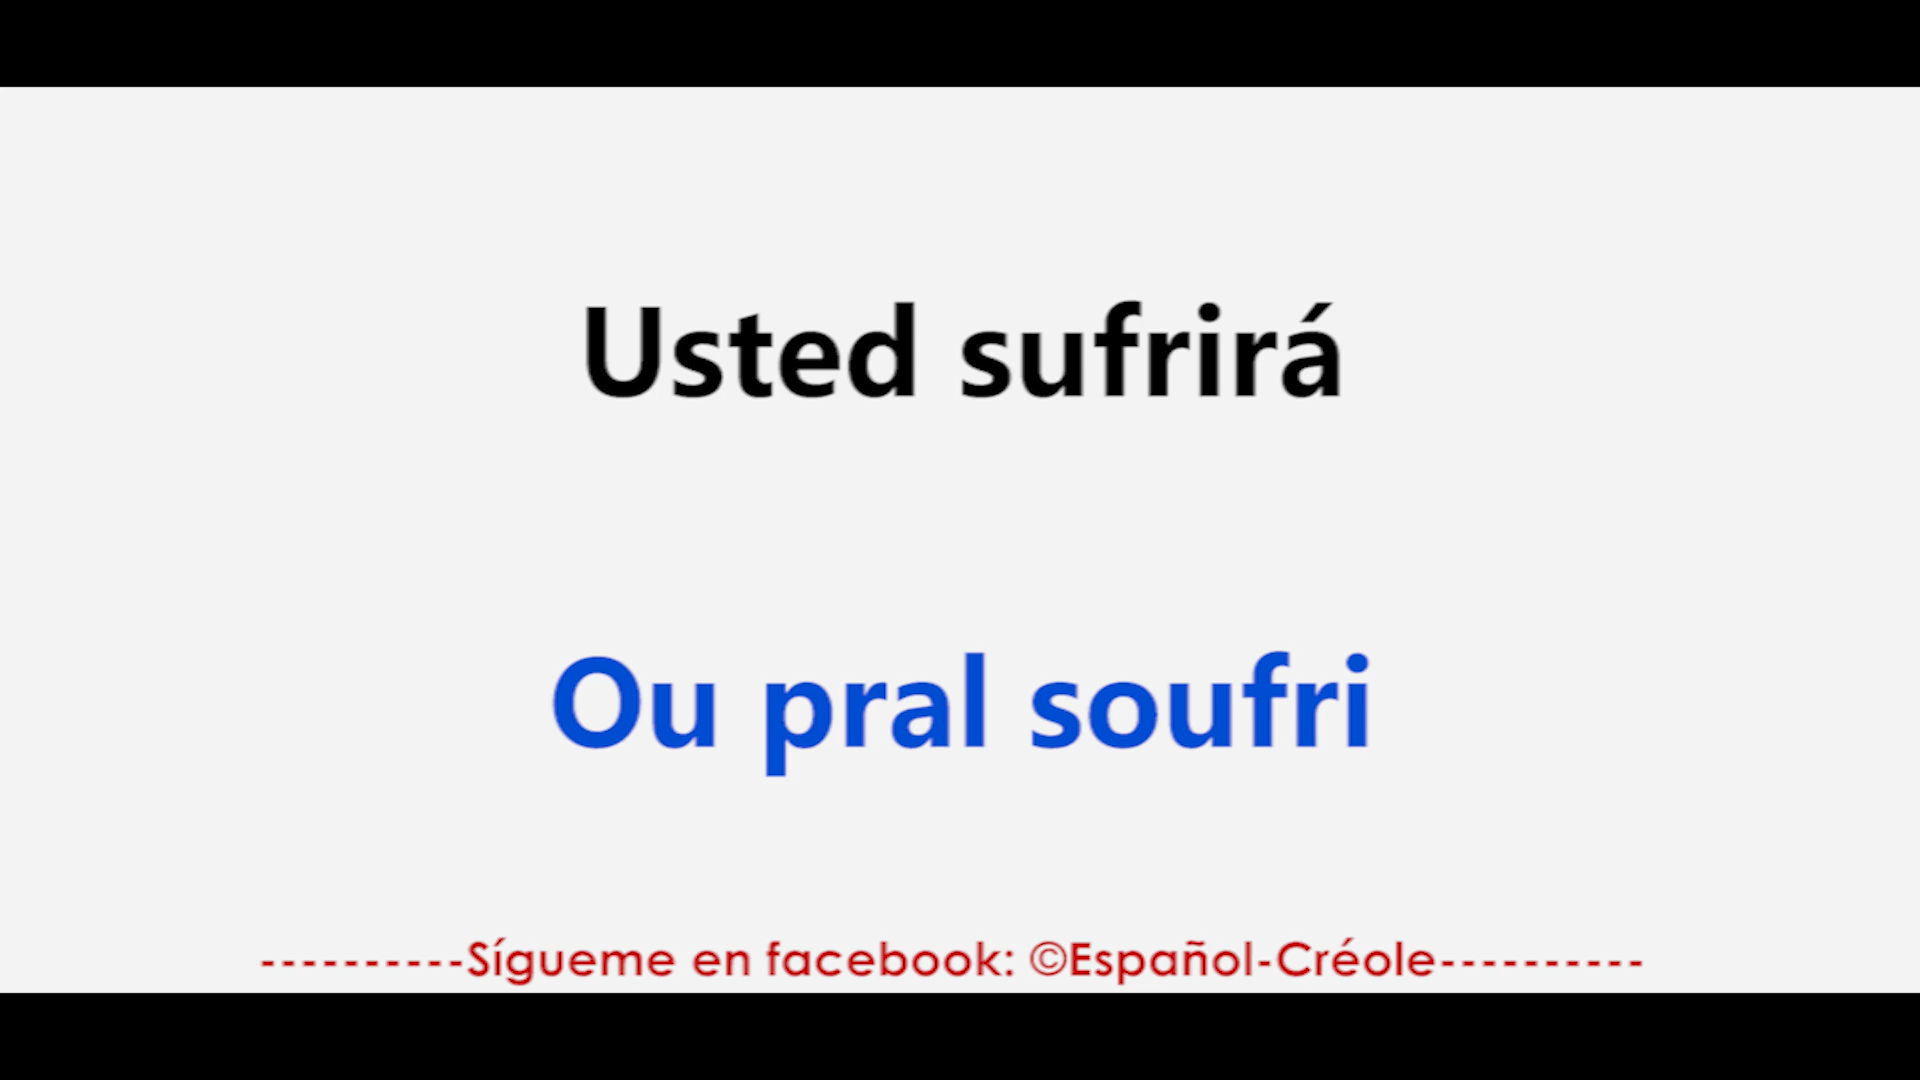 Usted sufrirá
Ou pral soufri
----------Sígueme en facebook: ©Español-Créole----------